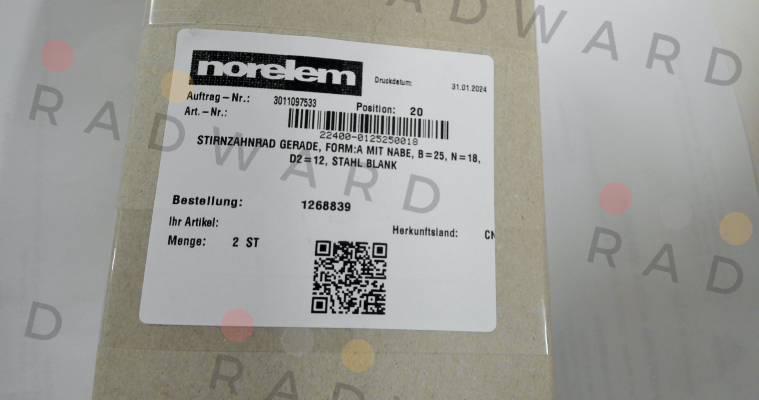 norelem
Druckdatum: 31.01.2024
Auftrag-Nr.: 3011097533 Position: 20
Art.-Nr.:
22400-0125250018
STIRNZAHNRAD GERADE, FORM:A MIT NABE, B=25, N=18,
D2=12, STAHL BLANK
Bestellung: 1268839
Ihr Artikel:
Herkunftsland: CN
Menge: 2 ST
RADWARD
RADWARD
RAD
D
RADWARD